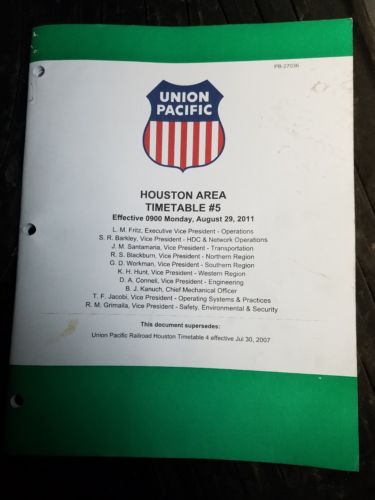 PB-27036
UNION
PACIFIC
HOUSTON AREA
TIMETABLE #5
Effective 0900 Monday, August 29, 2011
L. M. Fritz, Executive Vice President - Operations
S. R. Barkley, Vice President - HDC & Network Operations
J. M. Santamaria, Vice President - Transportation
R. S. Blackburn, Vice President - Northern Region
G. D. Workman, Vice President - Southern Region
K. H. Hunt, Vice President - Western Region
D. A. Connell, Vice President - Engineering
B. J. Kanuch, Chief Mechanical Officer
T. F. Jacobi, Vice President - Operating Systems & Practices
R. M. Grimaila, Vice President - Safety, Environmental & Security
This document supersedes:
Union Pacific Railroad Houston Timetable 4 effective Jul 30, 2007